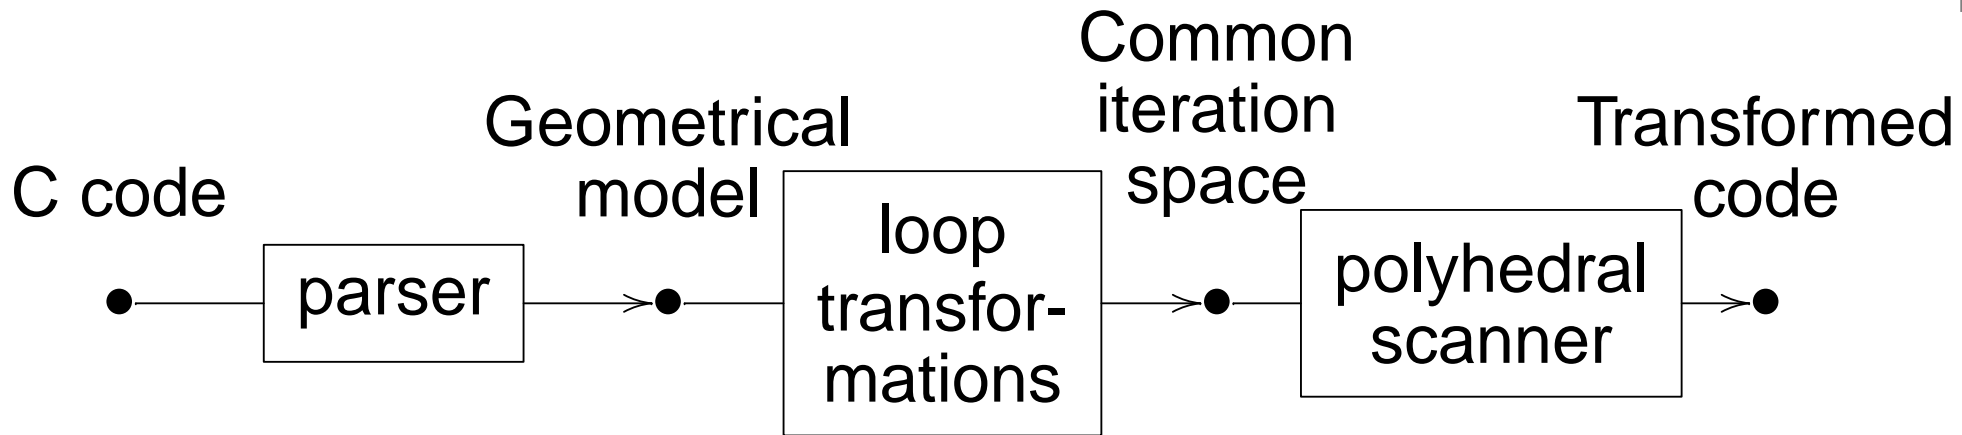 C code
parser
Geometrical
model
loop
transfor-
mations
Common
iteration
space
polyhedral
scanner
Transformed
code